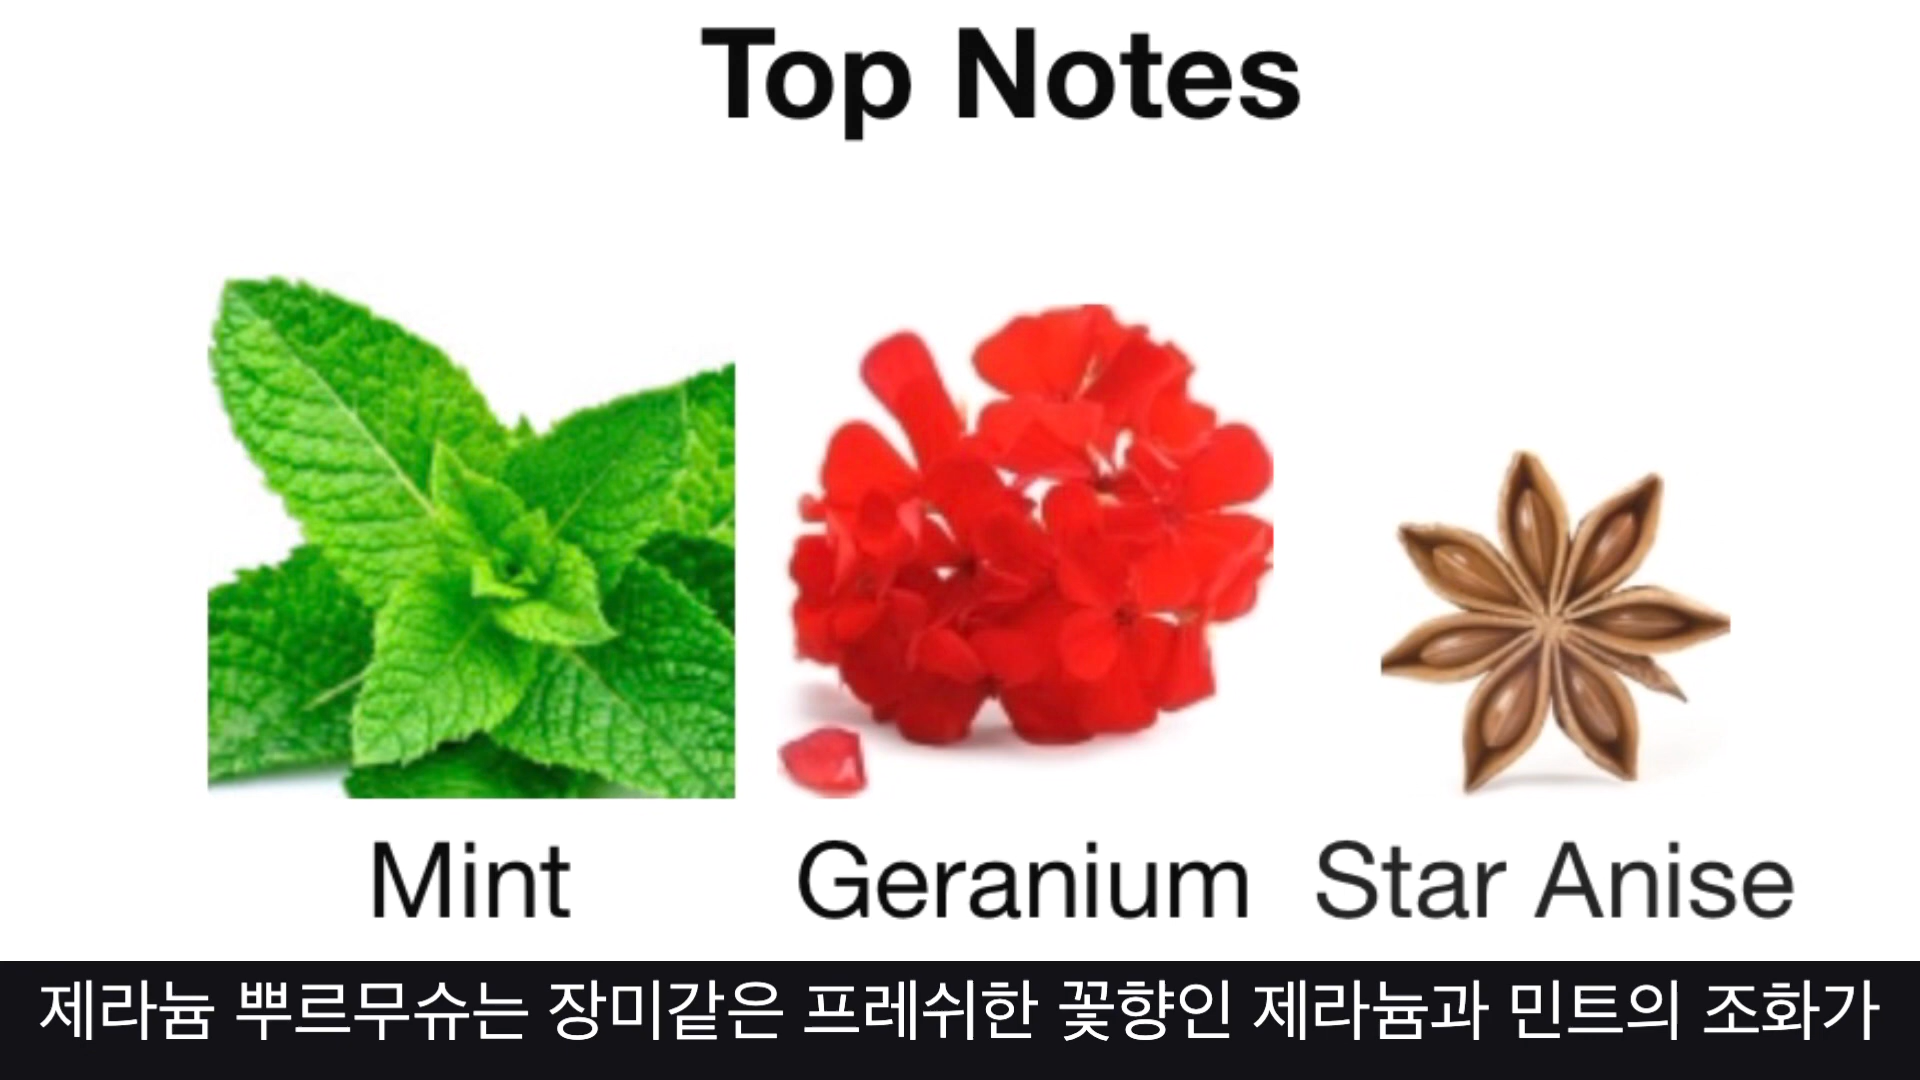 Top Notes
Mint Geranium Star Anise
제라늄 뿌르무슈는 장미같은 프레쉬한 꽃향인 제라늄과 민트의 조화가